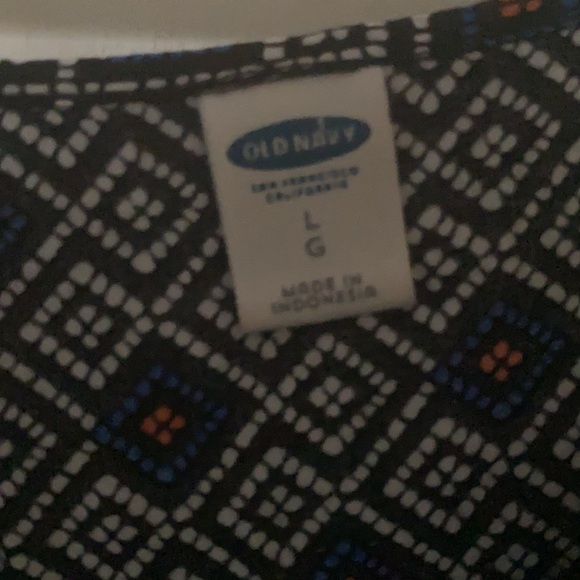 OLD NAVY
SAN FRANCISCO
CALIFORNIA
L
G
MADE IN
INDONESIA